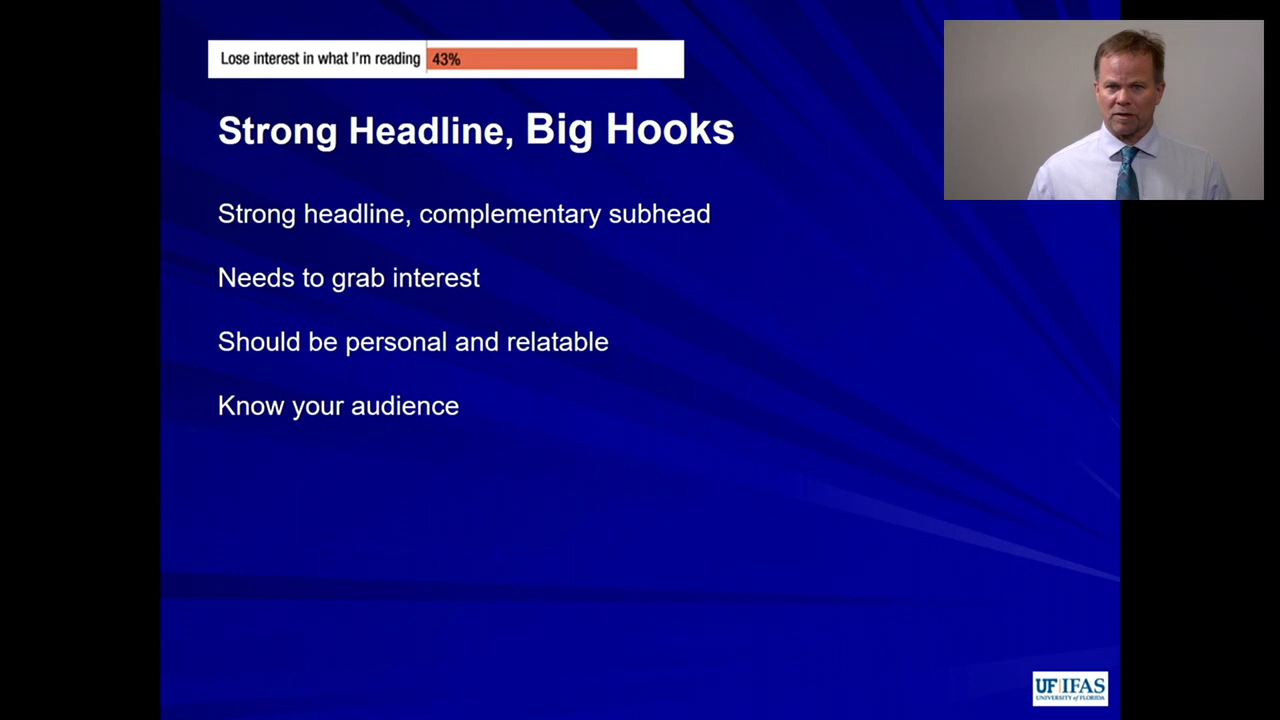 Lose interest in what I'm reading 43%
Strong Headline, Big Hooks
Strong headline, complementary subhead
Needs to grab interest
Should be personal and relatable
Know your audience
UF IFAS
UNIVERSITY of FLORIDA